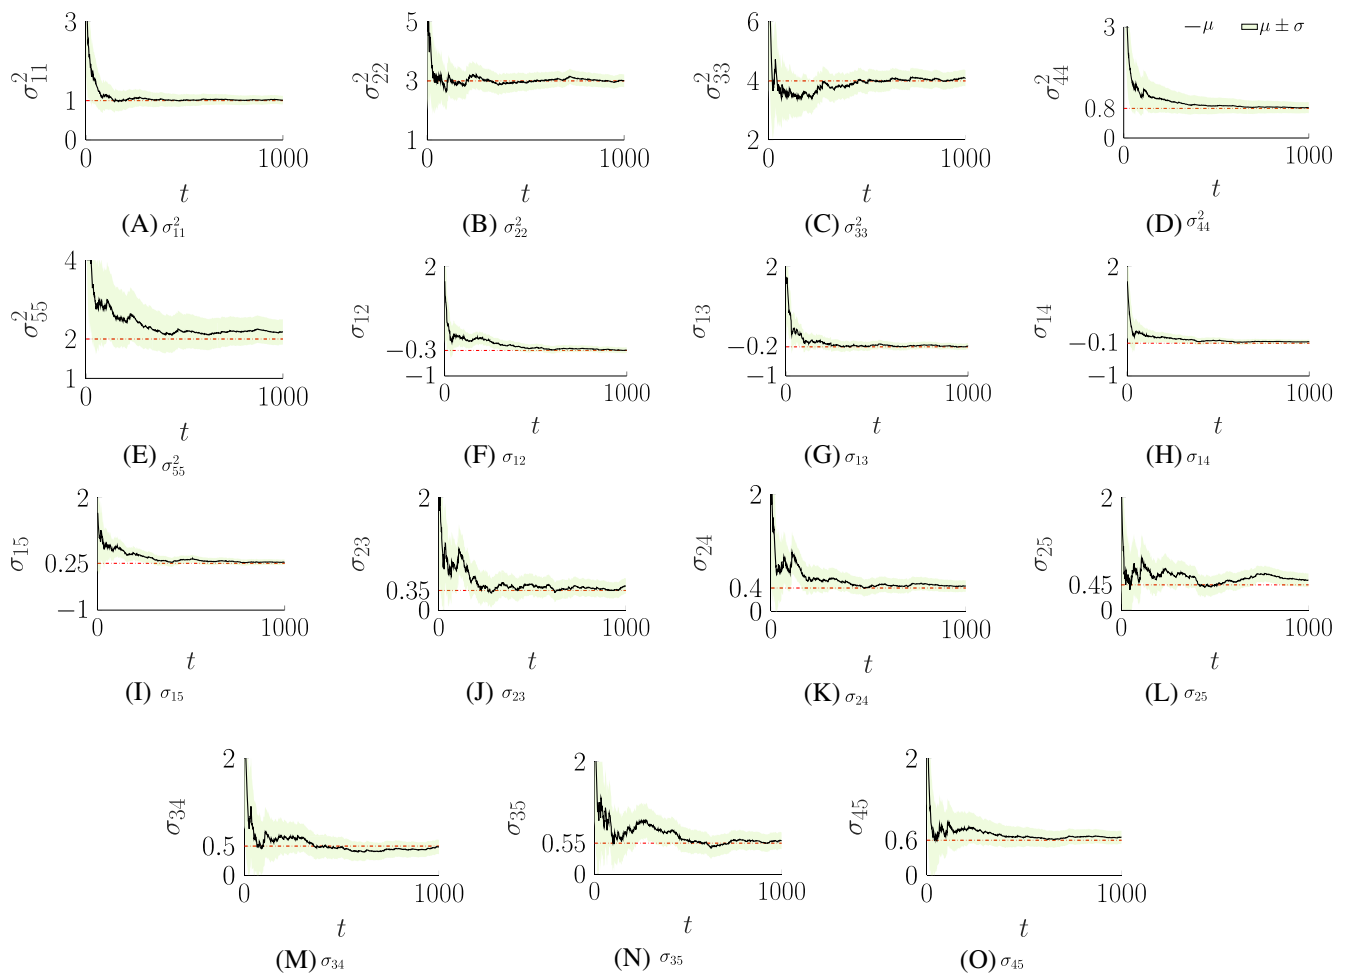 3 5 6 3 − μ μ ± σ
σ²₁₁ σ²₂₂ σ²₃₃ σ²₄₄
1 3 4 0.8
0 1 2 0
0 1000 0 1000 0 1000 0 1000
t t t t
(A) σ²₁₁ (B) σ²₂₂ (C) σ²₃₃ (D) σ²₄₄
4 2 2 2
σ²₅₅ σ₁₂ σ₁₃ σ₁₄
2 −0.3 −0.2 −0.1
1 −1 −1 −1
0 1000 0 1000 0 1000 0 1000
t t t t
(E) σ²₅₅ (F) σ₁₂ (G) σ₁₃ (H) σ₁₄
2 2 2 2
σ₁₅ σ₂₃ σ₂₄ σ₂₅
0.25 0.35 0.4 0.45
−1 0 0 0
0 1000 0 1000 0 1000 0 1000
t t t t
(I) σ₁₅ (J) σ₂₃ (K) σ₂₄ (L) σ₂₅
2 2 2
σ₃₄ σ₃₅ σ₄₅
0.5 0.55 0.6
0 0 0
0 1000 0 1000 0 1000
t t t
(M) σ₃₄ (N) σ₃₅ (O) σ₄₅